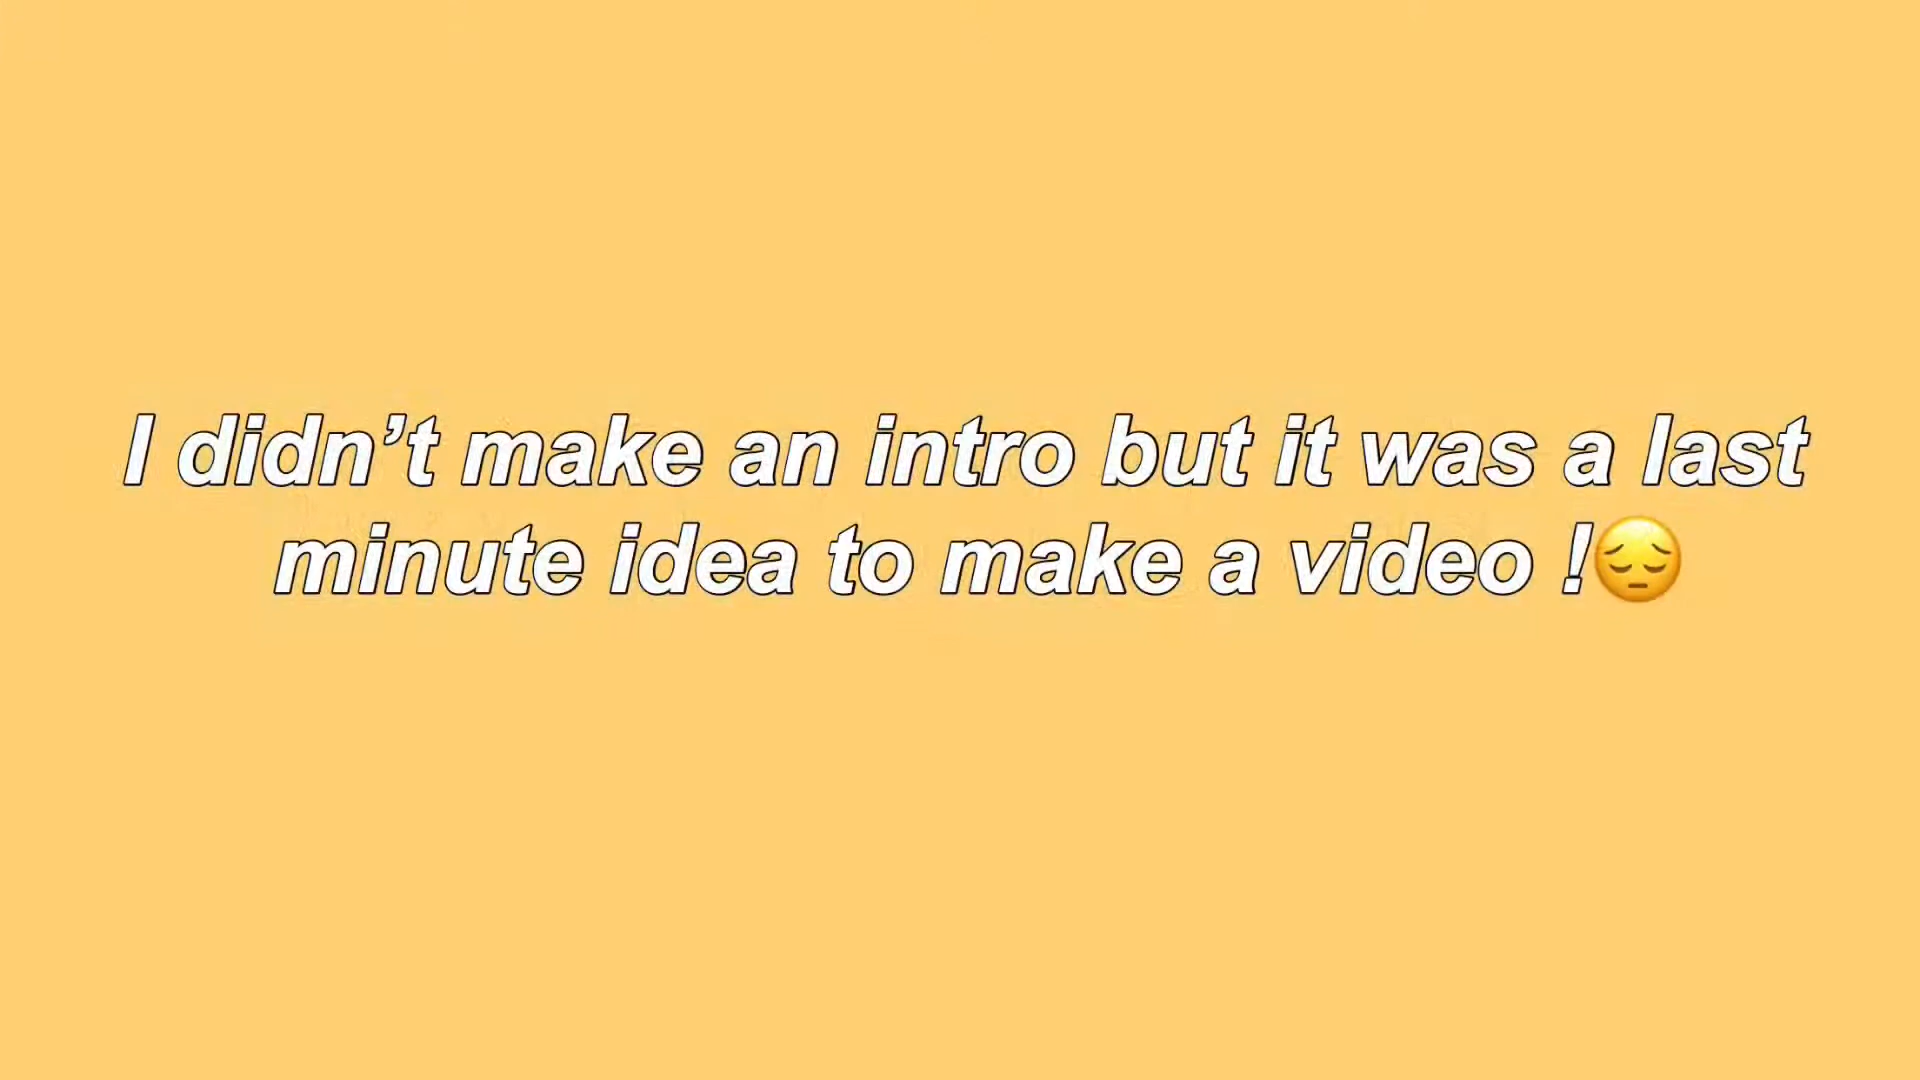 I didn’t make an intro but it was a last
minute idea to make a video !😔